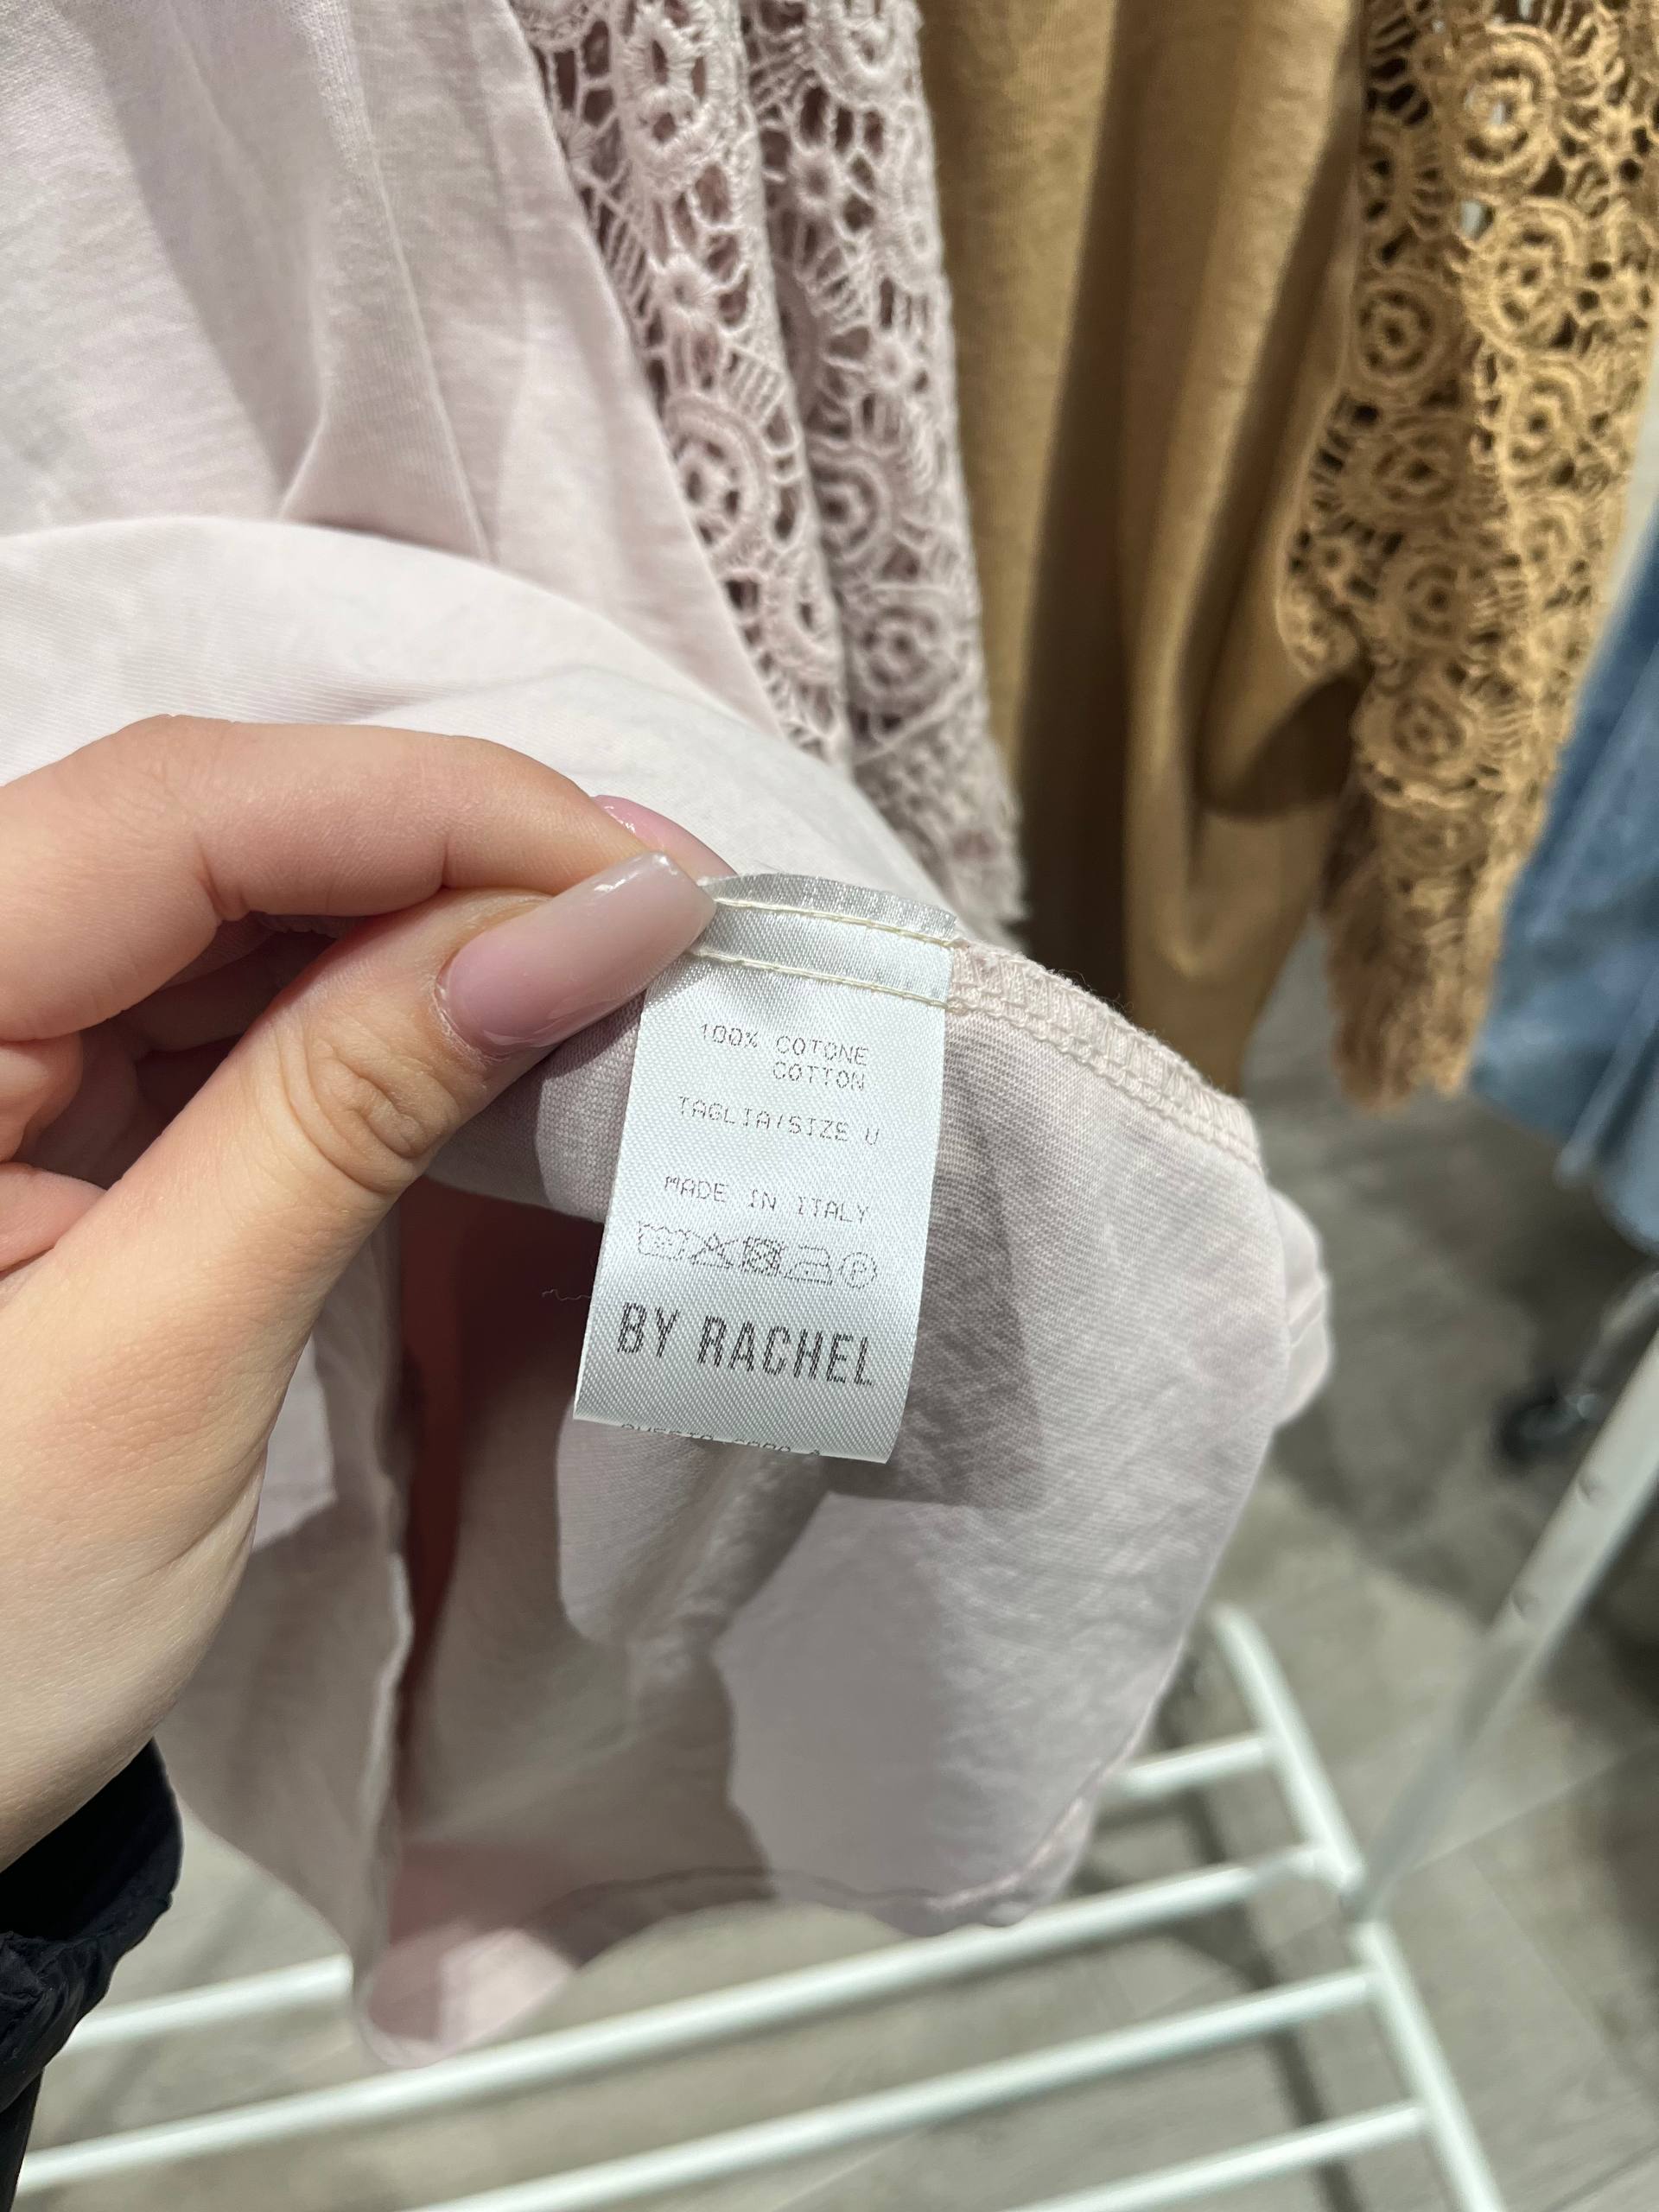 100% COTONE
COTTON
TAGLIA/SIZE U
MADE IN ITALY
P
BY RACHEL